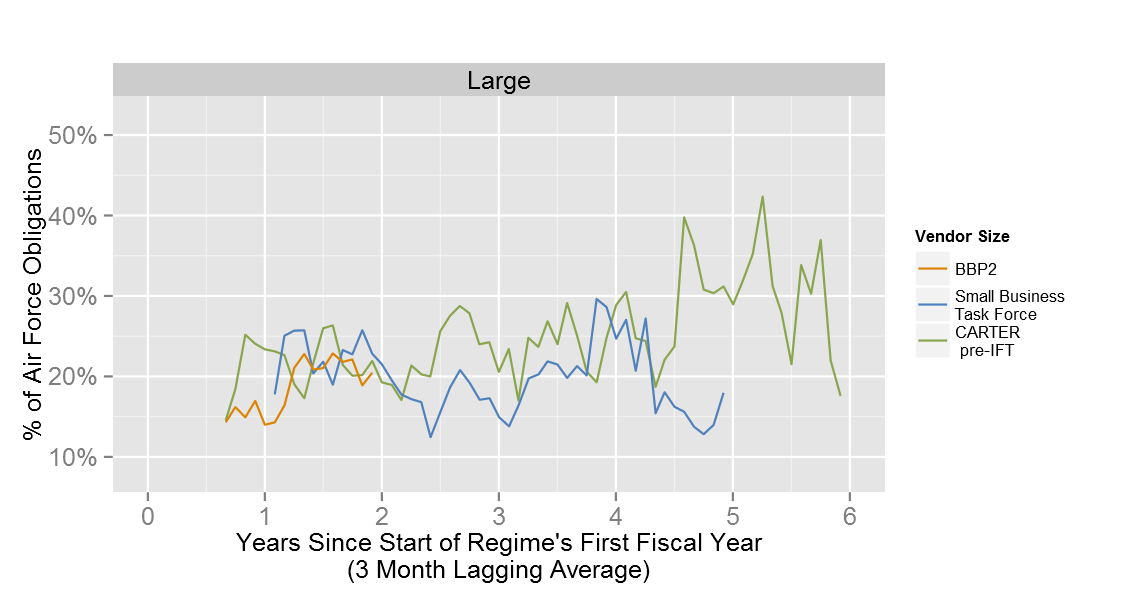 Large
50%
40%
30%
20%
10%
% of Air Force Obligations
0 1 2 3 4 5 6
Years Since Start of Regime's First Fiscal Year
(3 Month Lagging Average)
Vendor Size
BBP2
Small Business
Task Force
CARTER
pre-IFT